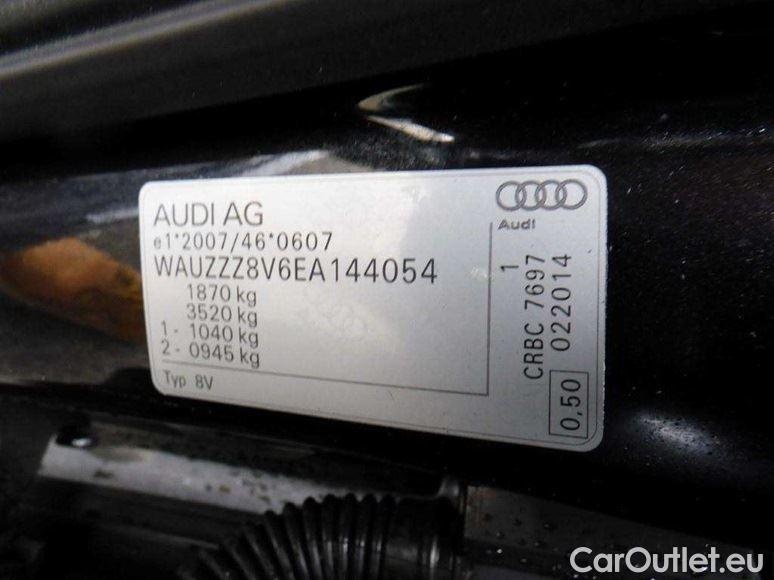 AUDI AG
e1*2007/46*0607
WAUZZZ8V6EA144054
1870 kg
3520 kg
1 - 1040 kg
2 - 0945 kg
Typ 8V
Audi
1
CRBC 7697
022014
0,50
CarOutlet.eu